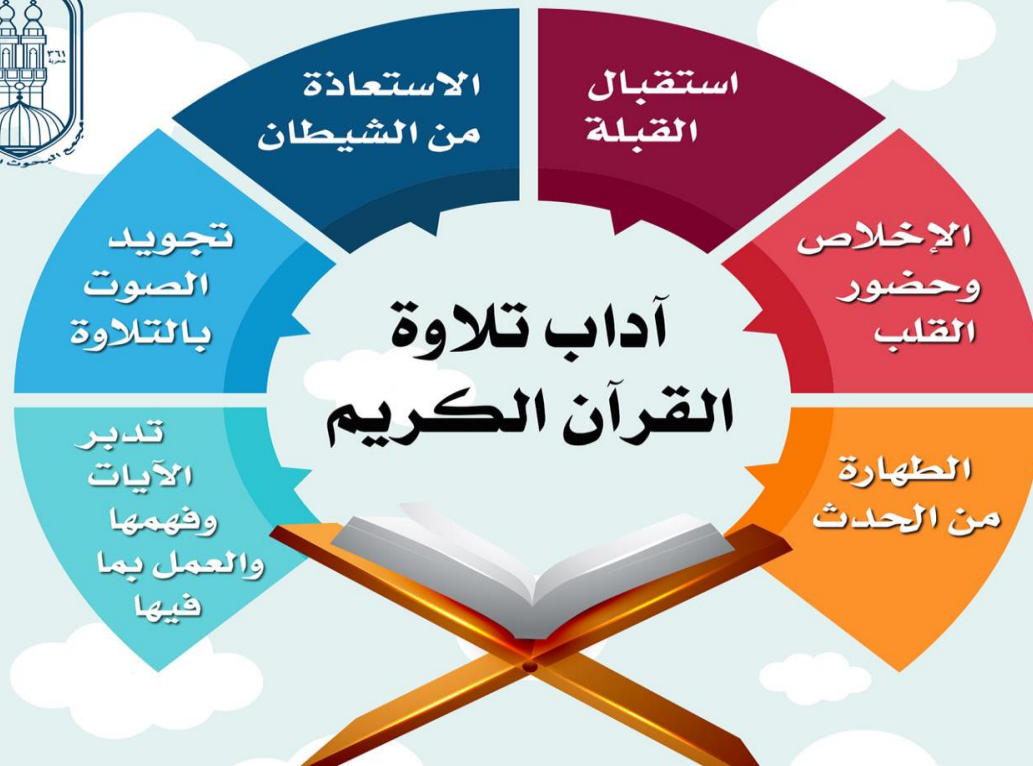 آداب تلاوة
القرآن الكريم
الطهارة
من الحدث
الإخلاص
وحضور
القلب
استقبال
القبلة
الاستعاذة
من الشيطان
تجويد
الصوت
بالتلاوة
تدبر
الآيات
وفهمها
والعمل بما
فيها
٣٦١